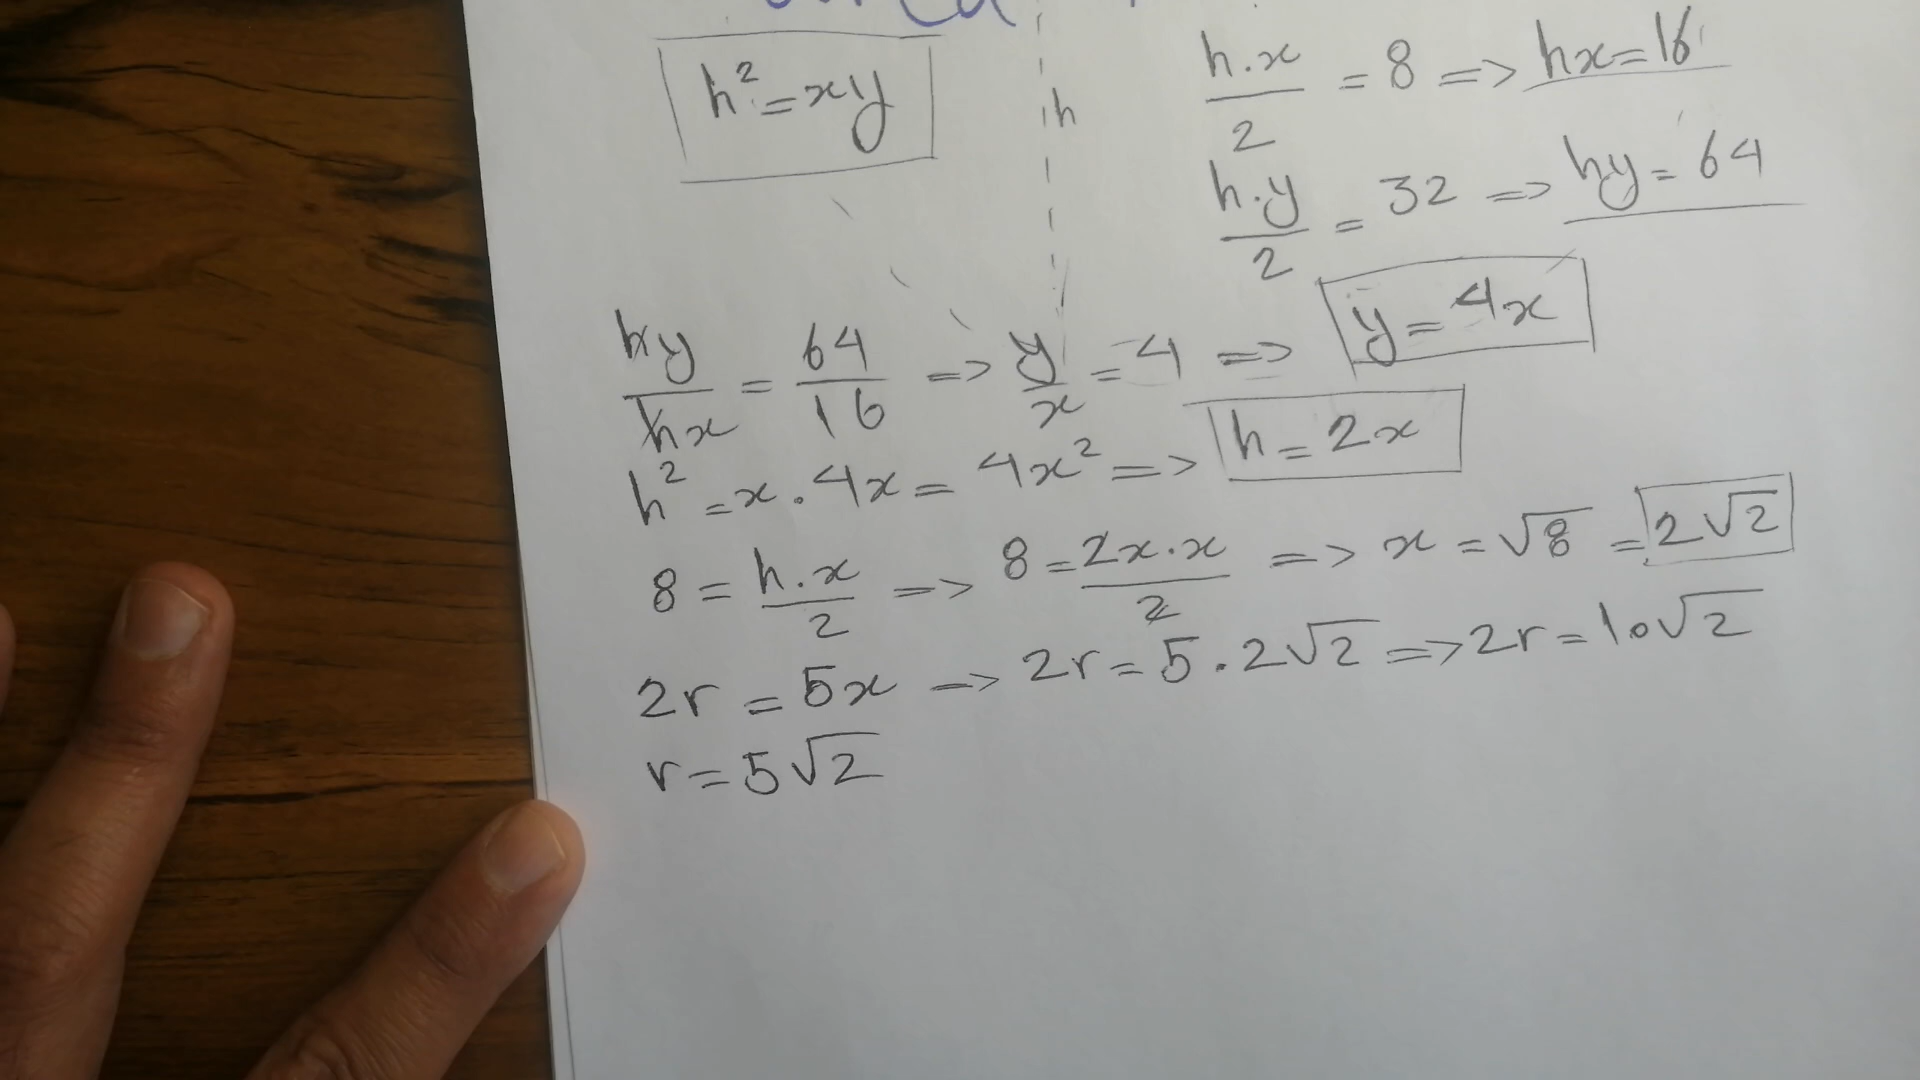 h² = xy
h
h·x/2 = 8 => hx = 16
h·y/2 = 32 => hy = 64
hy/hx = 64/16 => y/x = 4 => y = 4x
h² = x·4x = 4x² => h = 2x
8 = h·x/2 => 8 = 2x·x/2 => x = √8 = 2√2
2r = 5x => 2r = 5·2√2 => 2r = 10√2
r = 5√2